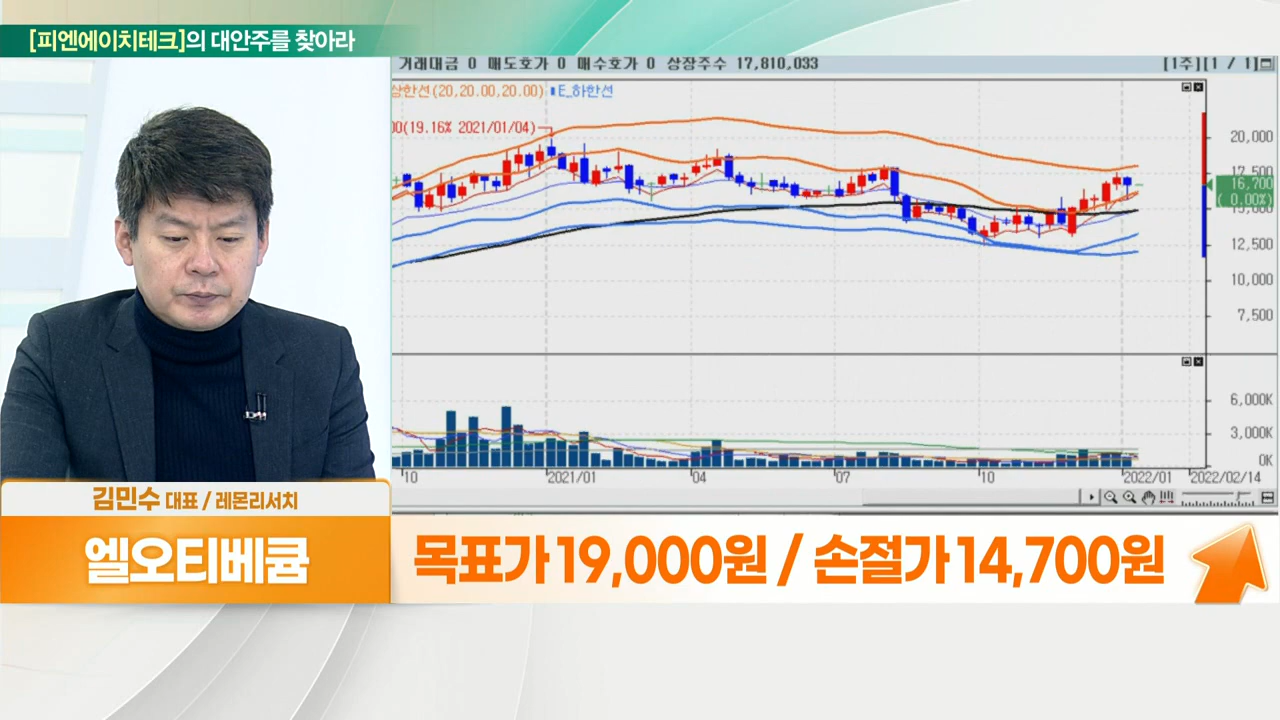 [피엔에이치테크]의 대안주를 찾아라
거래대금 0 매도호가 0 매수호가 0 상장주수 17,810,033 [1주][1 / 1]
상한선(20,20.00,20.00) E_하한선
00(19.16% 2021/01/04)
20,000
17,500
16,700
( 0.00%)
15,000
12,500
10,000
7,500
6,000K
3,000K
0K
10 2021/01 04 07 10 2022/01 2022/02/14
김민수 대표 / 레몬리서치
엘오티베큠
목표가 19,000원 / 손절가 14,700원